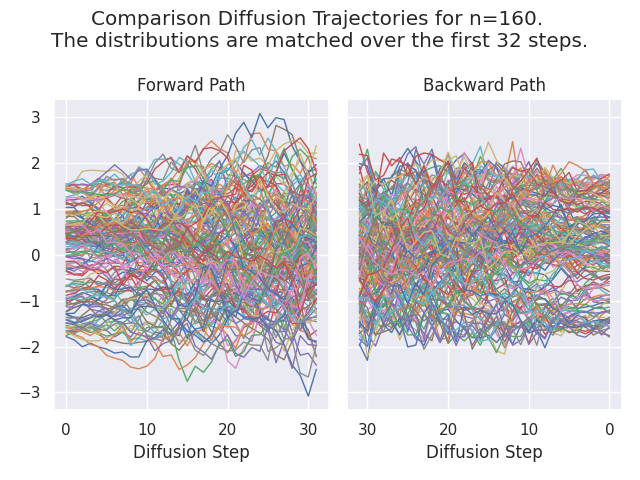 Comparison Diffusion Trajectories for n=160.
The distributions are matched over the first 32 steps.
Forward Path
Backward Path
3
2
1
0
−1
−2
−3
0 10 20 30
30 20 10 0
Diffusion Step
Diffusion Step